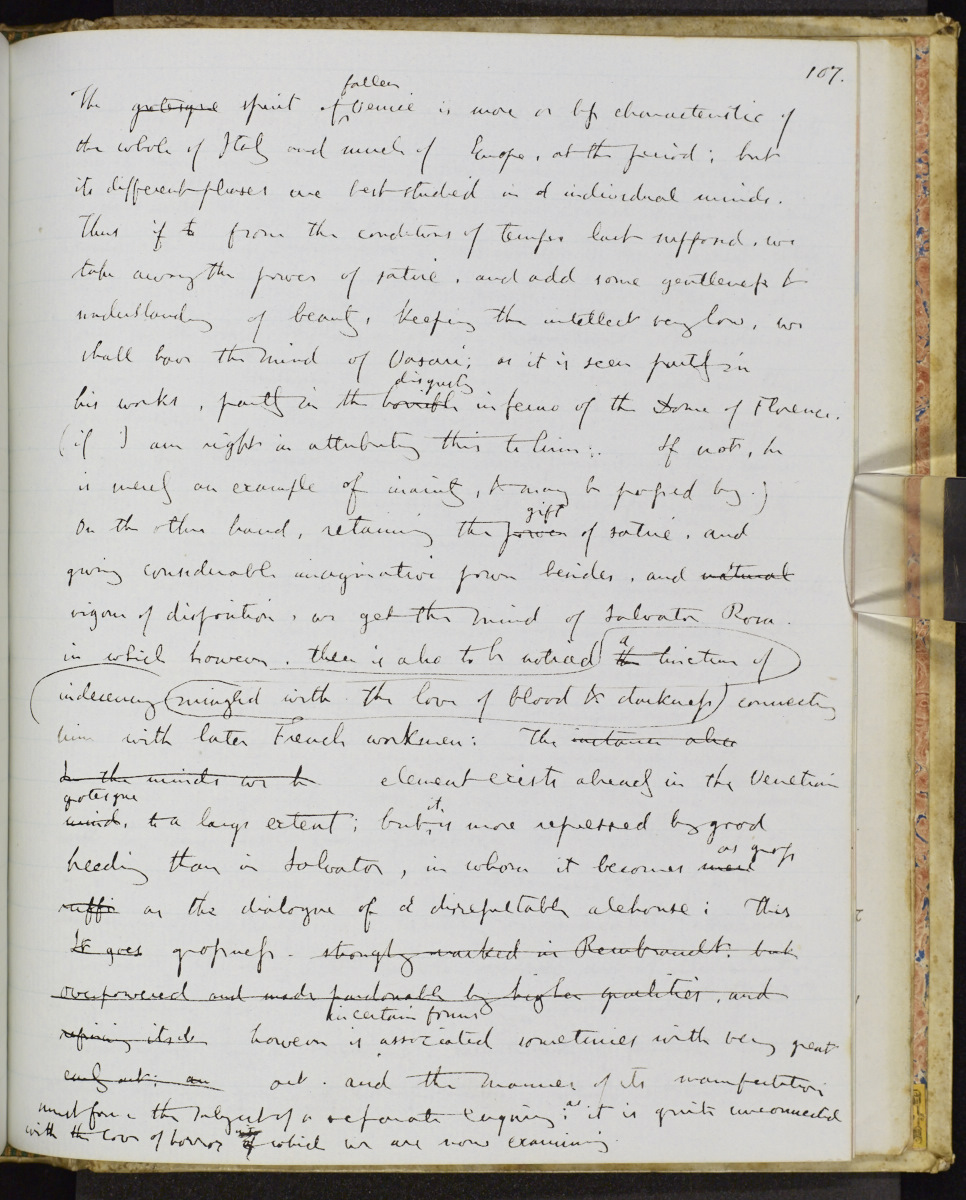 107.
fallen
The grotesque spirit of Venice is more or less characteristic of
the whole of Italy and much of Europe, at the period; but
its different phases are best studied in individual minds.
Thus if from the conditions of temper last supposed, we
take away the power of satire, and add some gentleness &
understanding of beauty, keeping the intellect very low, we
shall have the mind of Vasari; as it is seen partly in
disgusting
his works, partly in the horrible inferno of the Dome of Florence.
(if I am right in attributing this to him: If not, he
is merely an example of inanity, & may be passed by.)
gift
On the other hand, retaining the power of satire, and
giving considerable imaginative power besides, and natural
vigour of disposition, we get the mind of Salvator Rosa.
a
in which however, there is also to be noticed the tincture of
indecency mingled with the love of blood & darkness connecting
him with later French workmen: The instance also
In the minds we element exists already in the Venetian
grotesque
it
mind, to a large extent; but is more repressed by good
as gross
breeding than in Salvator, in whom it becomes mere
as the dialogue of a disreputable alehouse: This
It goes grossness. strongly marked in Rembrandt, but
overpowered and made pardonable by higher qualities, and
in certain forms
refining itself however is associated sometimes with very great
early art; an art. and the manner of its manifestation
must form the subject of a separate enquiry: as it is quite unconnected
with the love of horror which we are now examining.